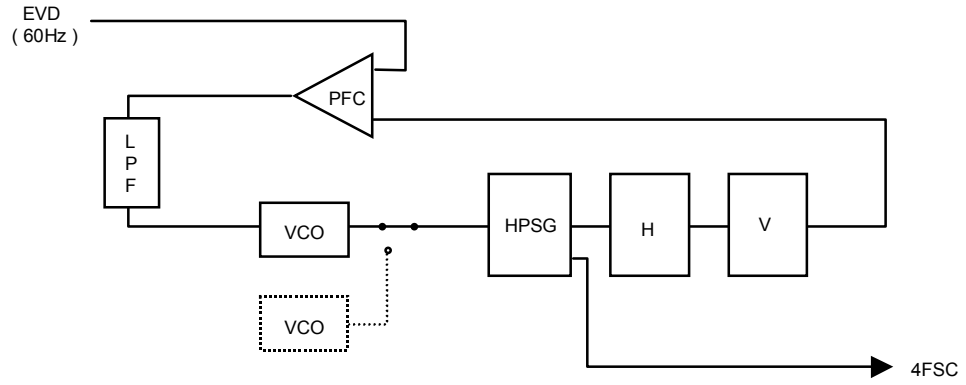 EVD
( 60Hz )
PFC
L
P
F
VCO
HPSG
H
V
VCO
4FSC